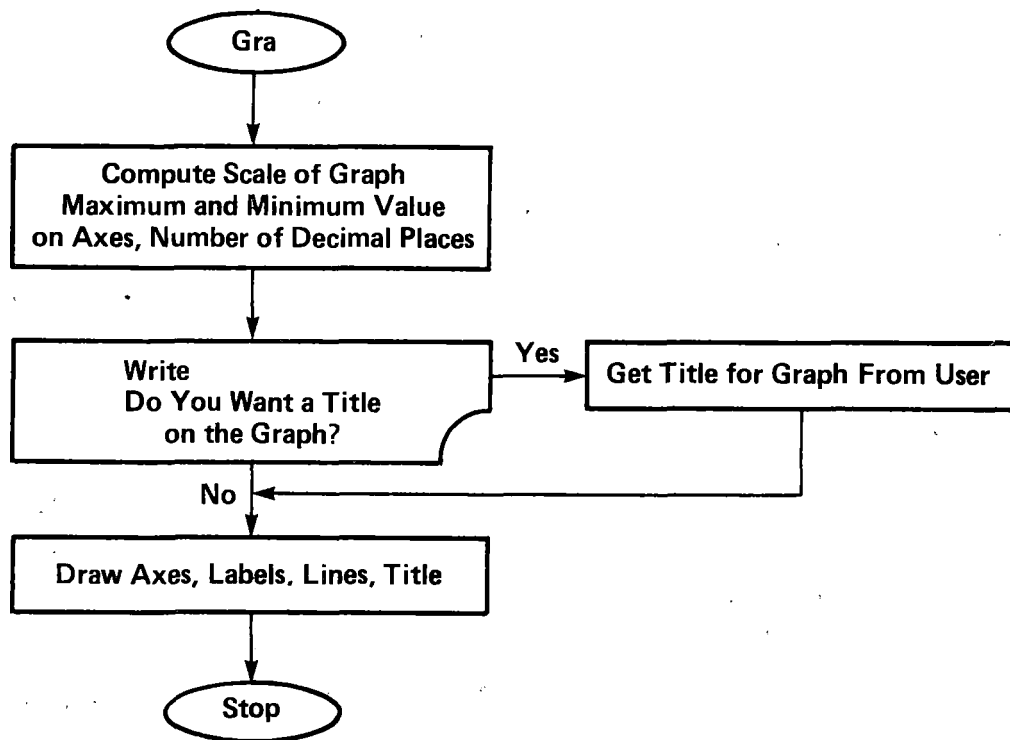 Gra
Compute Scale of Graph
Maximum and Minimum Value
on Axes, Number of Decimal Places
Write
Do You Want a Title
on the Graph?
Yes
Get Title for Graph From User
No
Draw Axes, Labels, Lines, Title
Stop